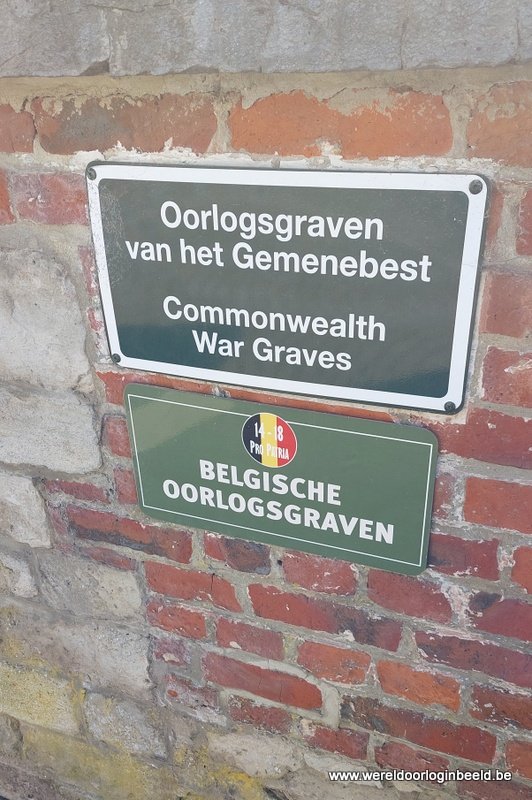 Oorlogsgraven
van het Gemenebest
Commonwealth
War Graves
14-18
PRO PATRIA
BELGISCHE
OORLOGSGRAVEN
www.wereldoorloginbeeld.be